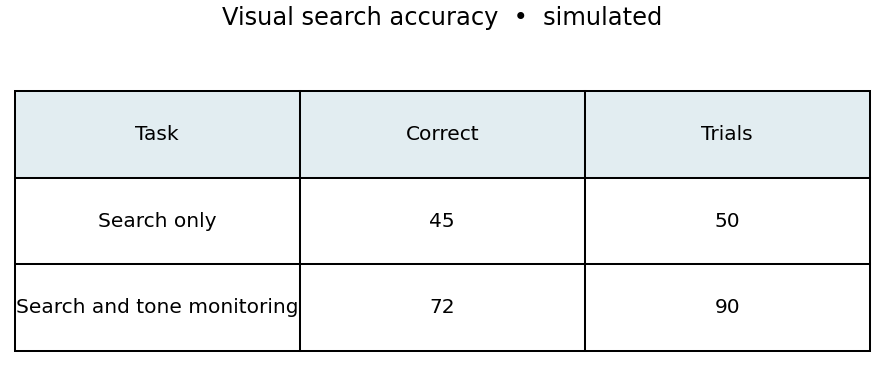 Visual search accuracy • simulated
Task Correct Trials
Search only 45 50
Search and tone monitoring 72 90